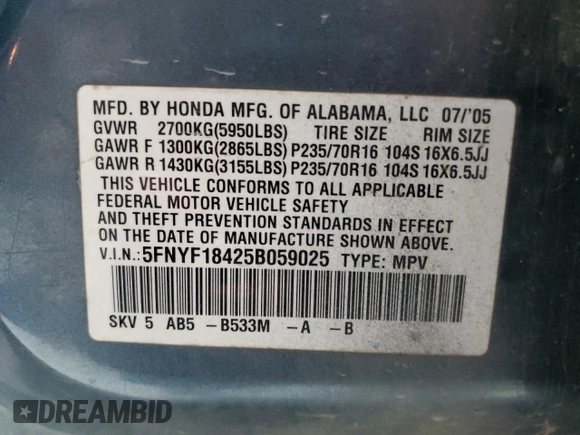 MFD. BY HONDA MFG. OF ALABAMA, LLC 07/'05
GVWR 2700KG(5950LBS) TIRE SIZE RIM SIZE
GAWR F 1300KG(2865LBS) P235/70R16 104S 16X6.5JJ
GAWR R 1430KG(3155LBS) P235/70R16 104S 16X6.5JJ
THIS VEHICLE CONFORMS TO ALL APPLICABLE
FEDERAL MOTOR VEHICLE SAFETY
AND THEFT PREVENTION STANDARDS IN EFFECT
ON THE DATE OF MANUFACTURE SHOWN ABOVE.
V.I.N.:5FNYF18425B059025 TYPE: MPV
SKV 5 AB5 -B533M -A -B
DREAMBID